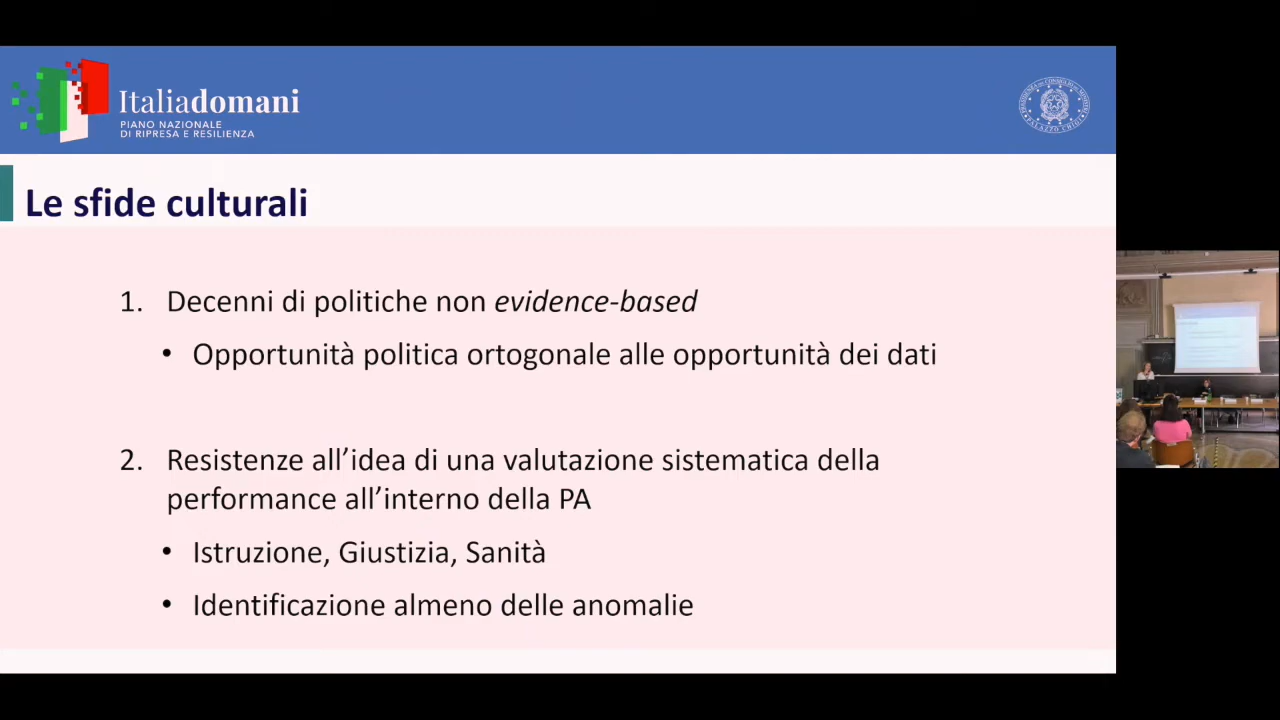 Italiadomani
PIANO NAZIONALE
DI RIPRESA E RESILIENZA
Le sfide culturali
1. Decenni di politiche non evidence-based
• Opportunità politica ortogonale alle opportunità dei dati
2. Resistenze all’idea di una valutazione sistematica della
performance all’interno della PA
• Istruzione, Giustizia, Sanità
• Identificazione almeno delle anomalie